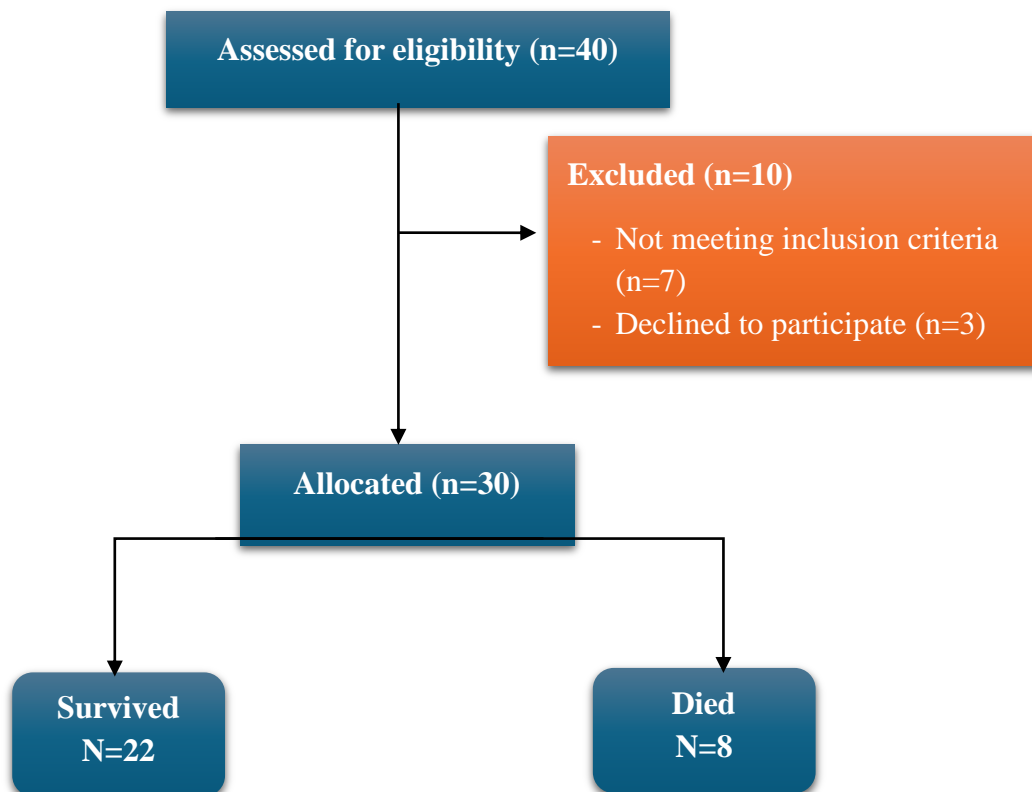 Assessed for eligibility (n=40)
Excluded (n=10)
- Not meeting inclusion criteria
(n=7)
- Declined to participate (n=3)
Allocated (n=30)
Survived
N=22
Died
N=8